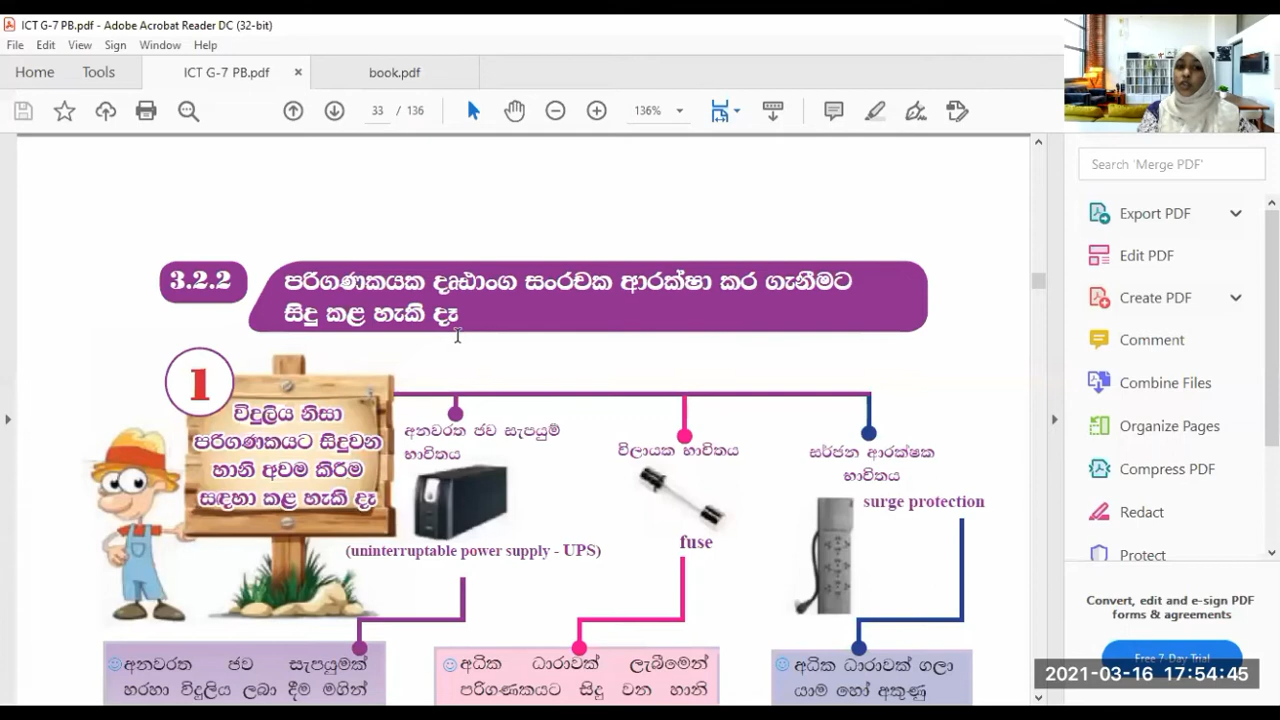 ICT G-7 PB.pdf - Adobe Acrobat Reader DC (32-bit)
File Edit View Sign Window Help
Home Tools ICT G-7 PB.pdf × book.pdf
33 136 136%
Search 'Merge PDF'
Export PDF
Edit PDF
Create PDF
Comment
Combine Files
Organize Pages
Compress PDF
Redact
Protect
Convert, edit and e-sign PDF
forms & agreements
Free 7-Day Trial
3.2.2
පරිගණකයක දෘඪාංග සංරචක ආරක්ෂා කර ගැනීමට
සිදු කළ හැකි දෑ
1
විදුලිය නිසා
පරිගණකයට සිදුවන
හානි අවම කිරීම
සඳහා කළ හැකි දෑ
අනවරත ජව සැපයුම්
භාවිතය
(uninterruptable power supply - UPS)
විලායක භාවිතය
fuse
සර්ජන ආරක්ෂක
භාවිතය
surge protection
අනවරත ජව සැපයුමක්
හරහා විදුලිය ලබා දීම මගින්
අධික ධාරාවක් ලැබීමෙන්
පරිගණකයට සිදු වන හානි
අධික ධාරාවක් ගලා
යාම හෝ අකුණු
2021-03-16 17:54:45